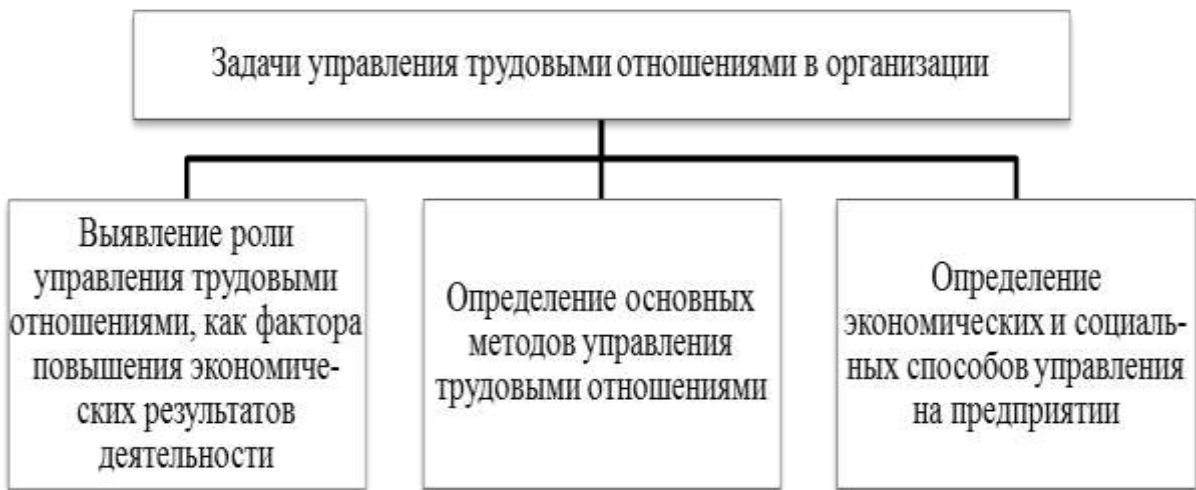 Задачи управления трудовыми отношениями в организации
Выявление роли
управления трудовыми
отношениями, как фактора
повышения экономиче-
ских результатов
деятельности
Определение основных
методов управления
трудовыми отношениями
Определение
экономических и социаль-
ных способов управления
на предприятии